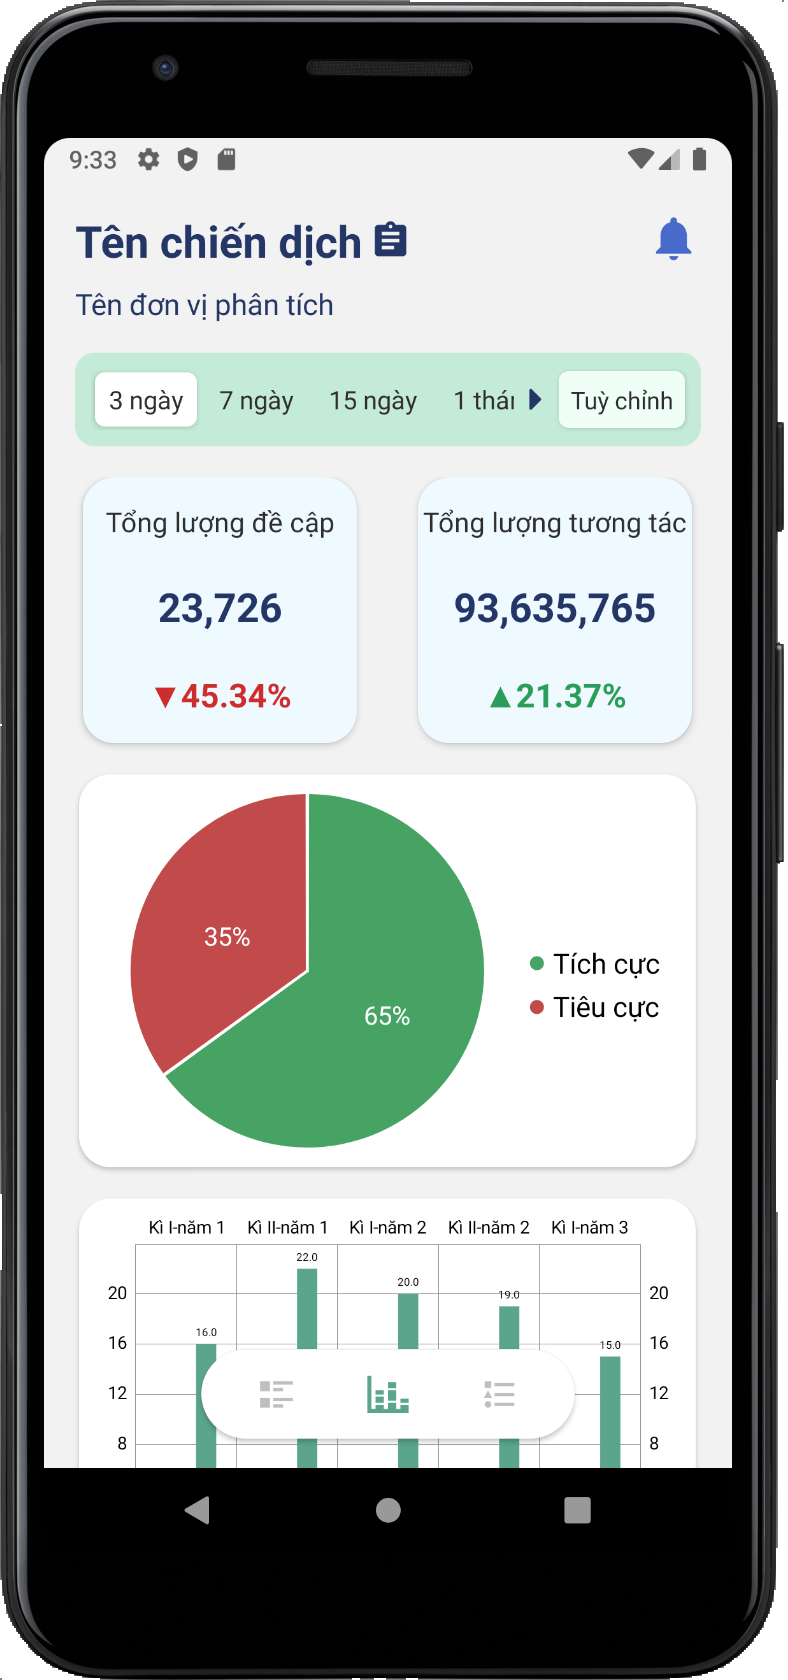 9:33
Tên chiến dịch
Tên đơn vị phân tích
3 ngày 7 ngày 15 ngày 1 thái Tuỳ chỉnh
Tổng lượng đề cập Tổng lượng tương tác
23,726 93,635,765
▼45.34% ▲21.37%
35%
65%
Tích cực
Tiêu cực
Kì I-năm 1 Kì II-năm 1 Kì I-năm 2 Kì II-năm 2 Kì I-năm 3
22.0
20.0
20 19.0 20
16.0
16 15.0 16
12 12
8 8